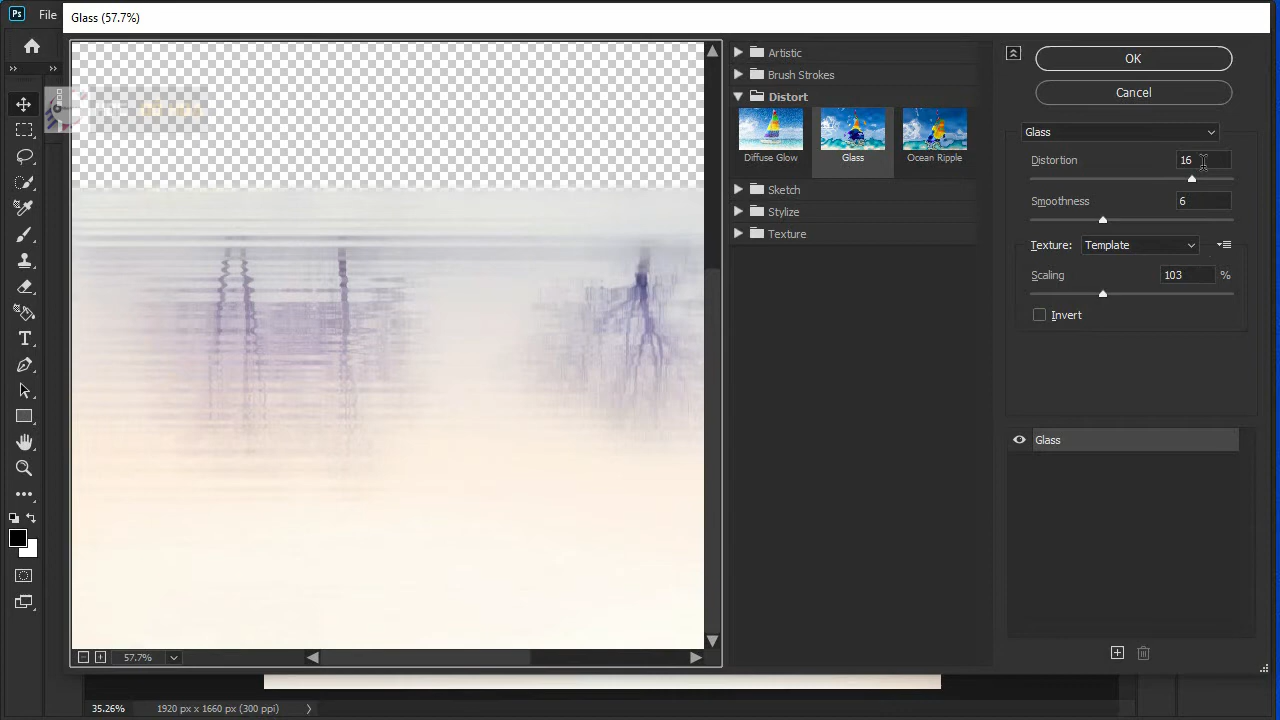 Ps File
Glass (57.7%)
Artistic
Brush Strokes
Distort
Diffuse Glow
Glass
Ocean Ripple
Sketch
Stylize
Texture
OK
Cancel
Glass
Distortion 16
Smoothness 6
Texture: Template
Scaling 103 %
Invert
Glass
57.7%
35.26% 1920 px x 1660 px (300 ppi)